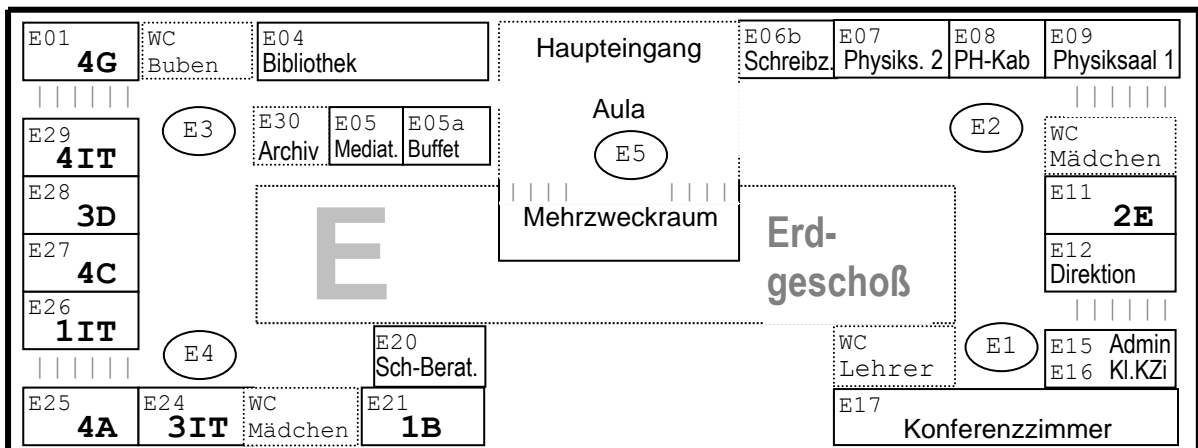 E01
4G
WC
Buben
E04
Bibliothek
Haupteingang
E06b
Schreibz.
E07
Physiks. 2
E08
PH-Kab
E09
Physiksaal 1
E29
4IT
E3
E30
Archiv
E05
Mediat.
E05a
Buffet
Aula
E5
E2
WC
Mädchen
E28
3D
E
Mehrzweckraum
Erd-
geschoß
E11
2E
E27
4C
E12
Direktion
E26
1IT
E4
E20
Sch-Berat.
WC
Lehrer
E1
E15 Admin
E16 Kl.KZi
E25
4A
E24
3IT
WC
Mädchen
E21
1B
E17
Konferenzzimmer